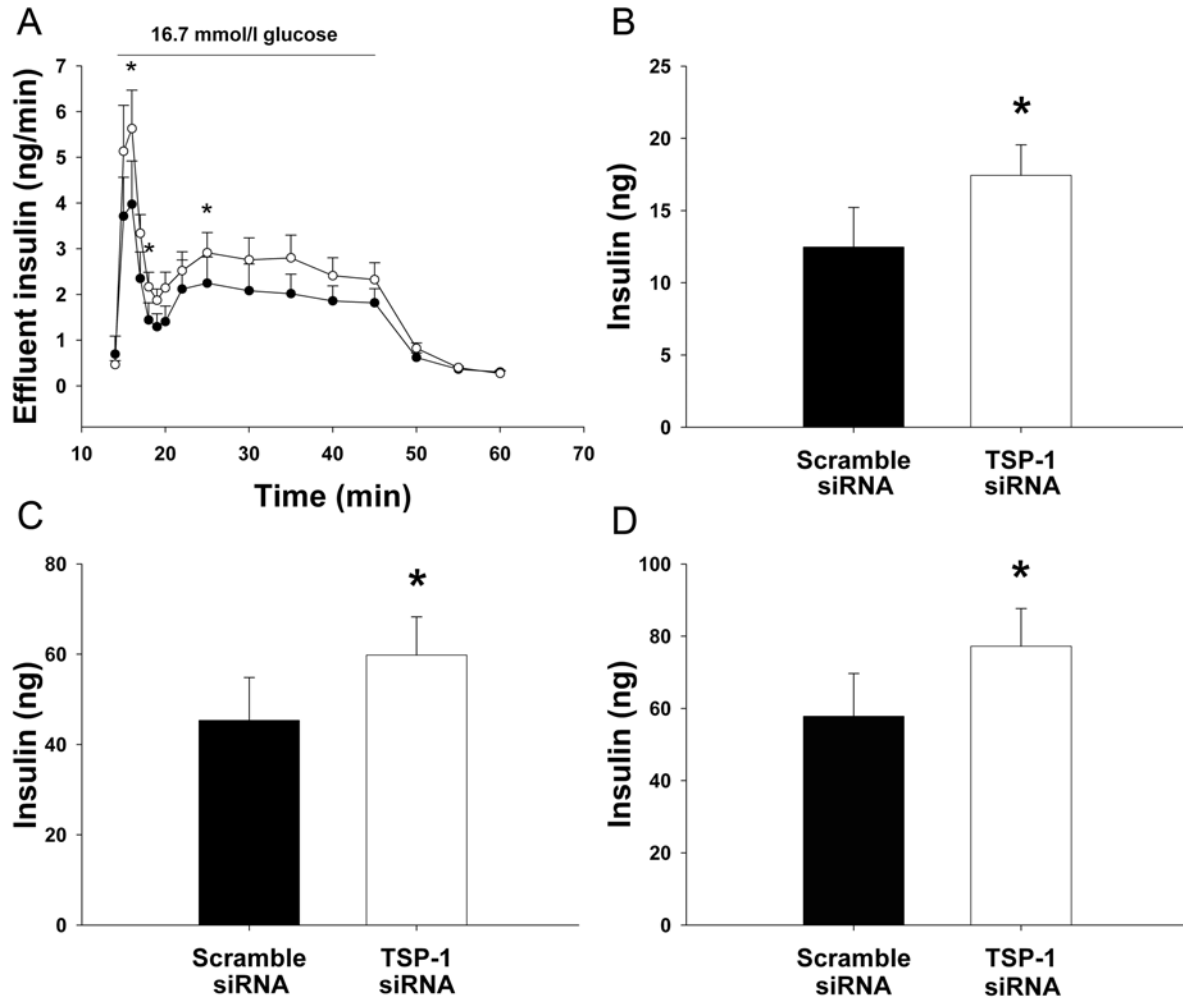 A
16.7 mmol/l glucose
7
6
5
4
3
2
1
0
*
*
*
Effluent insulin (ng/min)
10
20
30
40
50
60
70
Time (min)
B
25
20
15
10
5
0
*
Insulin (ng)
Scramble
siRNA
TSP-1
siRNA
C
80
60
40
20
0
*
Insulin (ng)
Scramble
siRNA
TSP-1
siRNA
D
100
80
60
40
20
0
*
Insulin (ng)
Scramble
siRNA
TSP-1
siRNA